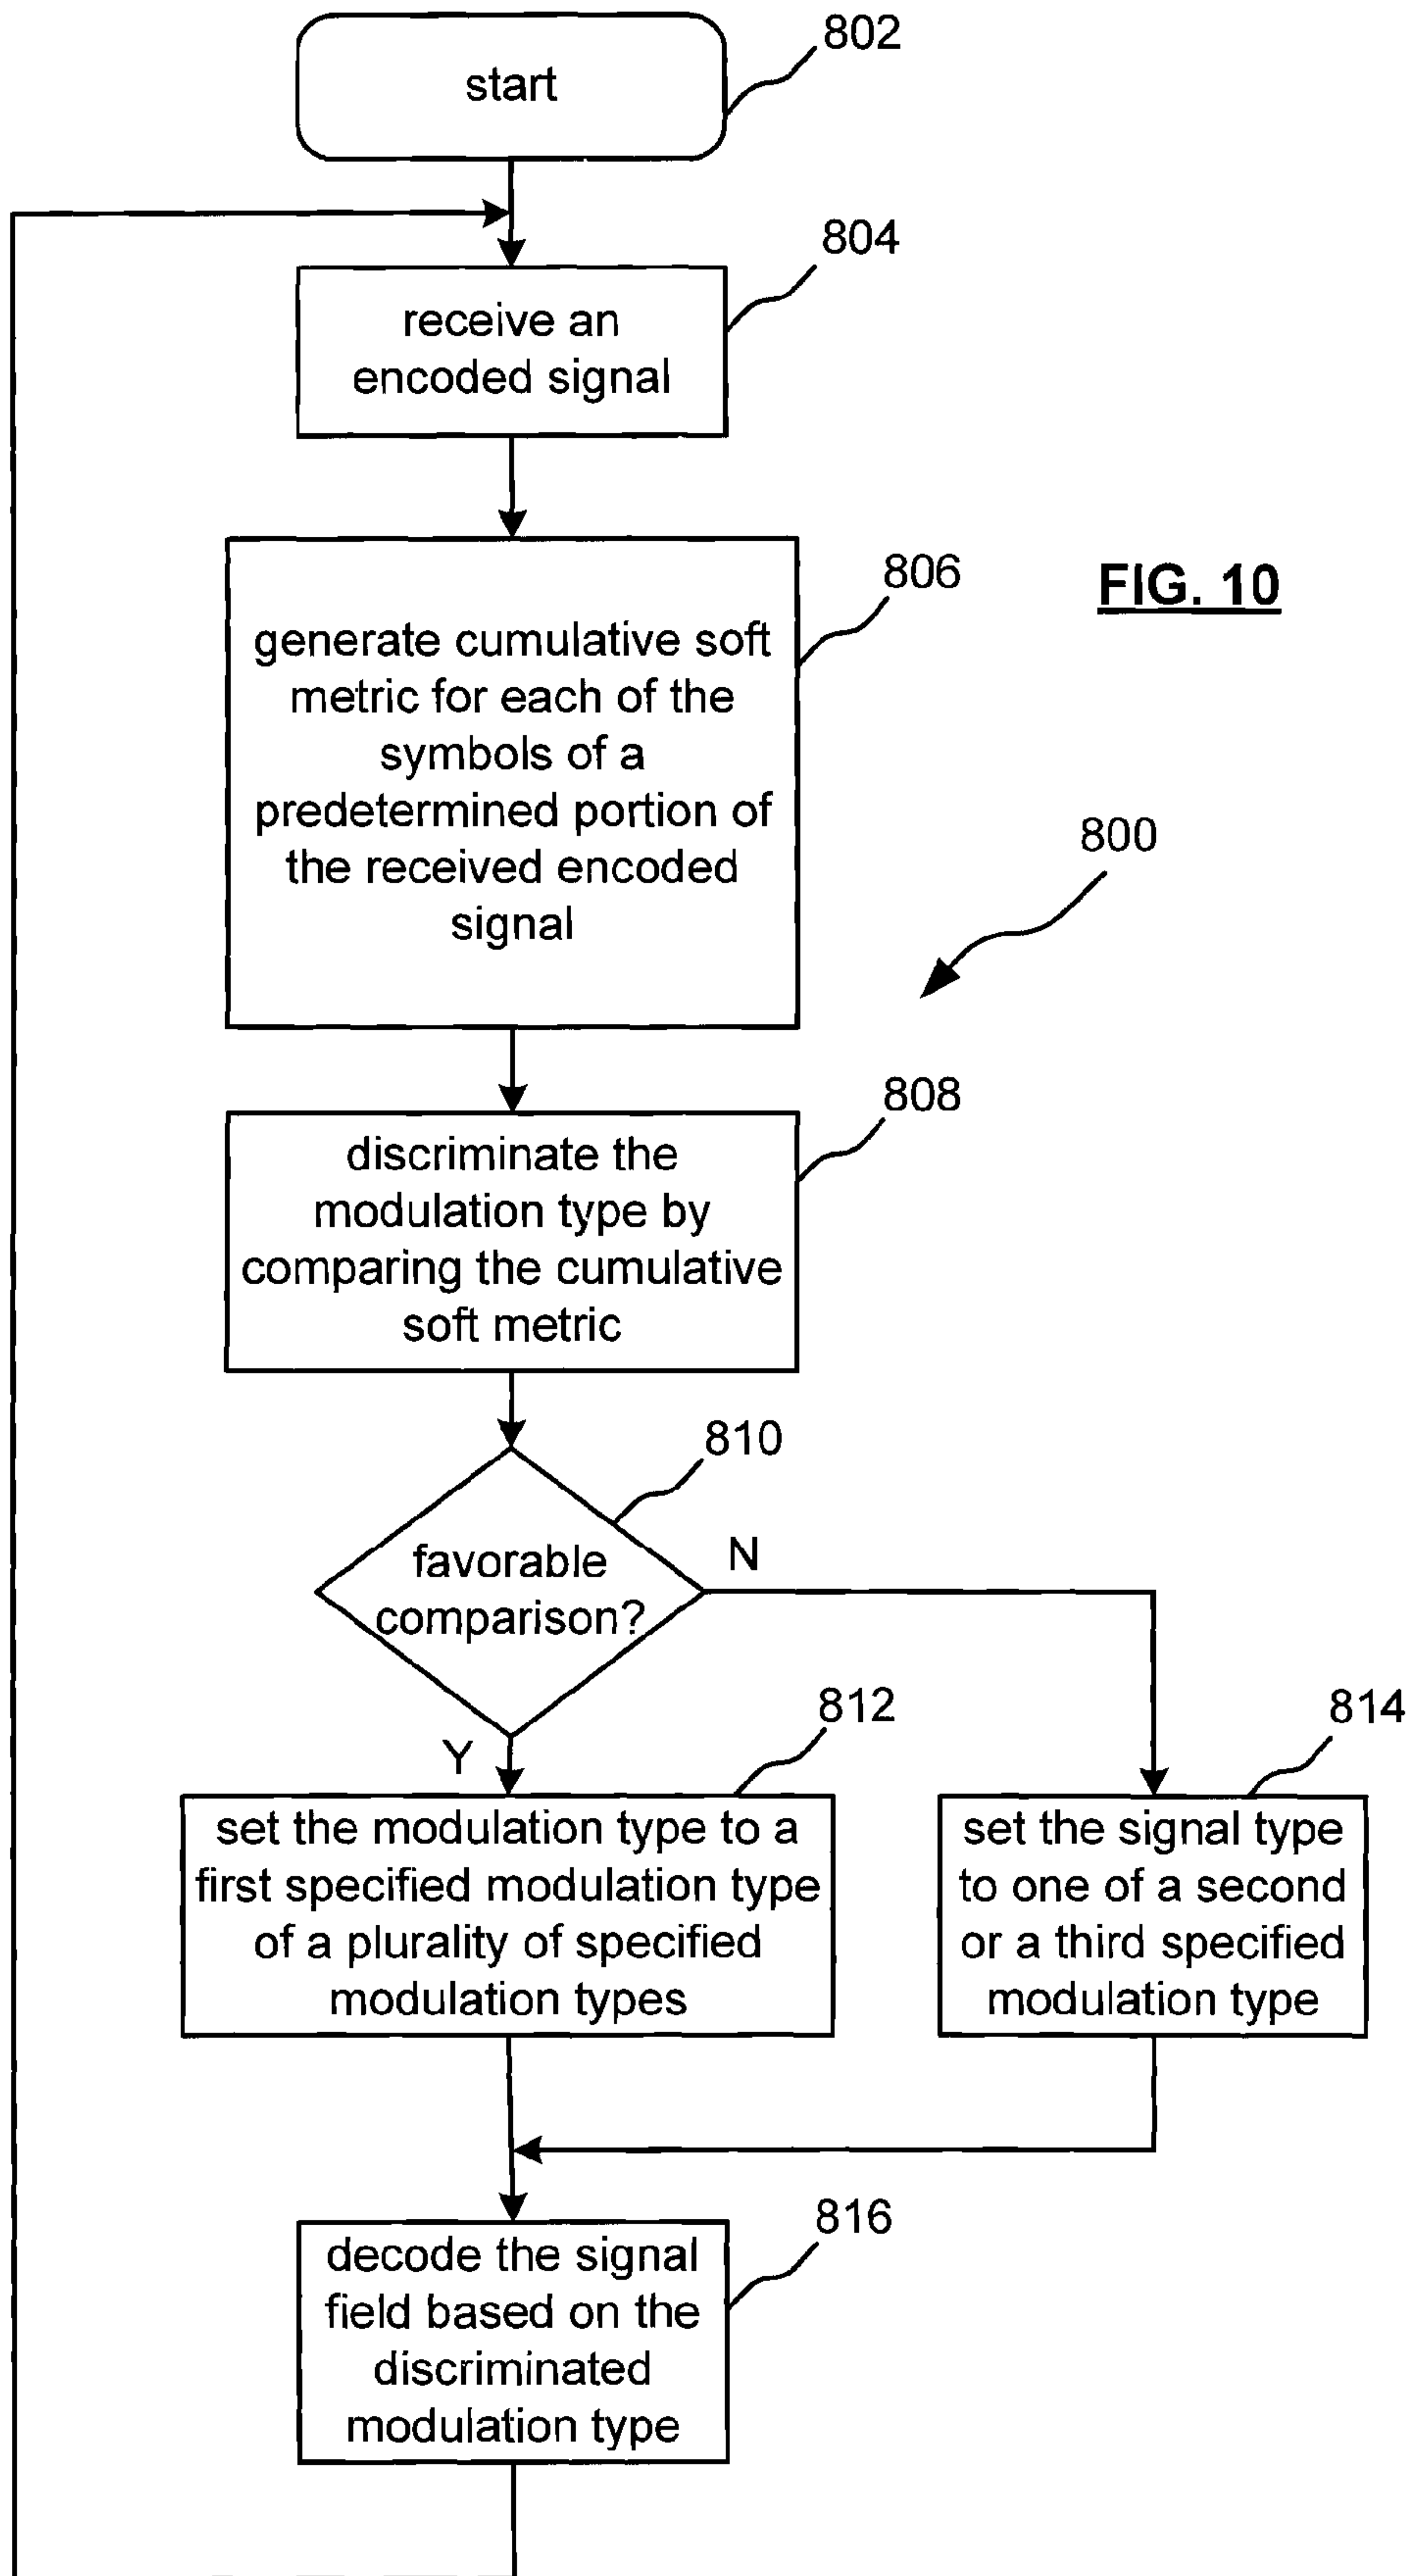 start
802
804
receive an
encoded signal
806
FIG. 10
generate cumulative soft
metric for each of the
symbols of a
predetermined portion of
the received encoded
signal
800
808
discriminate the
modulation type by
comparing the cumulative
soft metric
810
favorable
comparison?
N
Y
812
814
set the modulation type to a
first specified modulation type
of a plurality of specified
modulation types
set the signal type
to one of a second
or a third specified
modulation type
816
decode the signal
field based on the
discriminated
modulation type